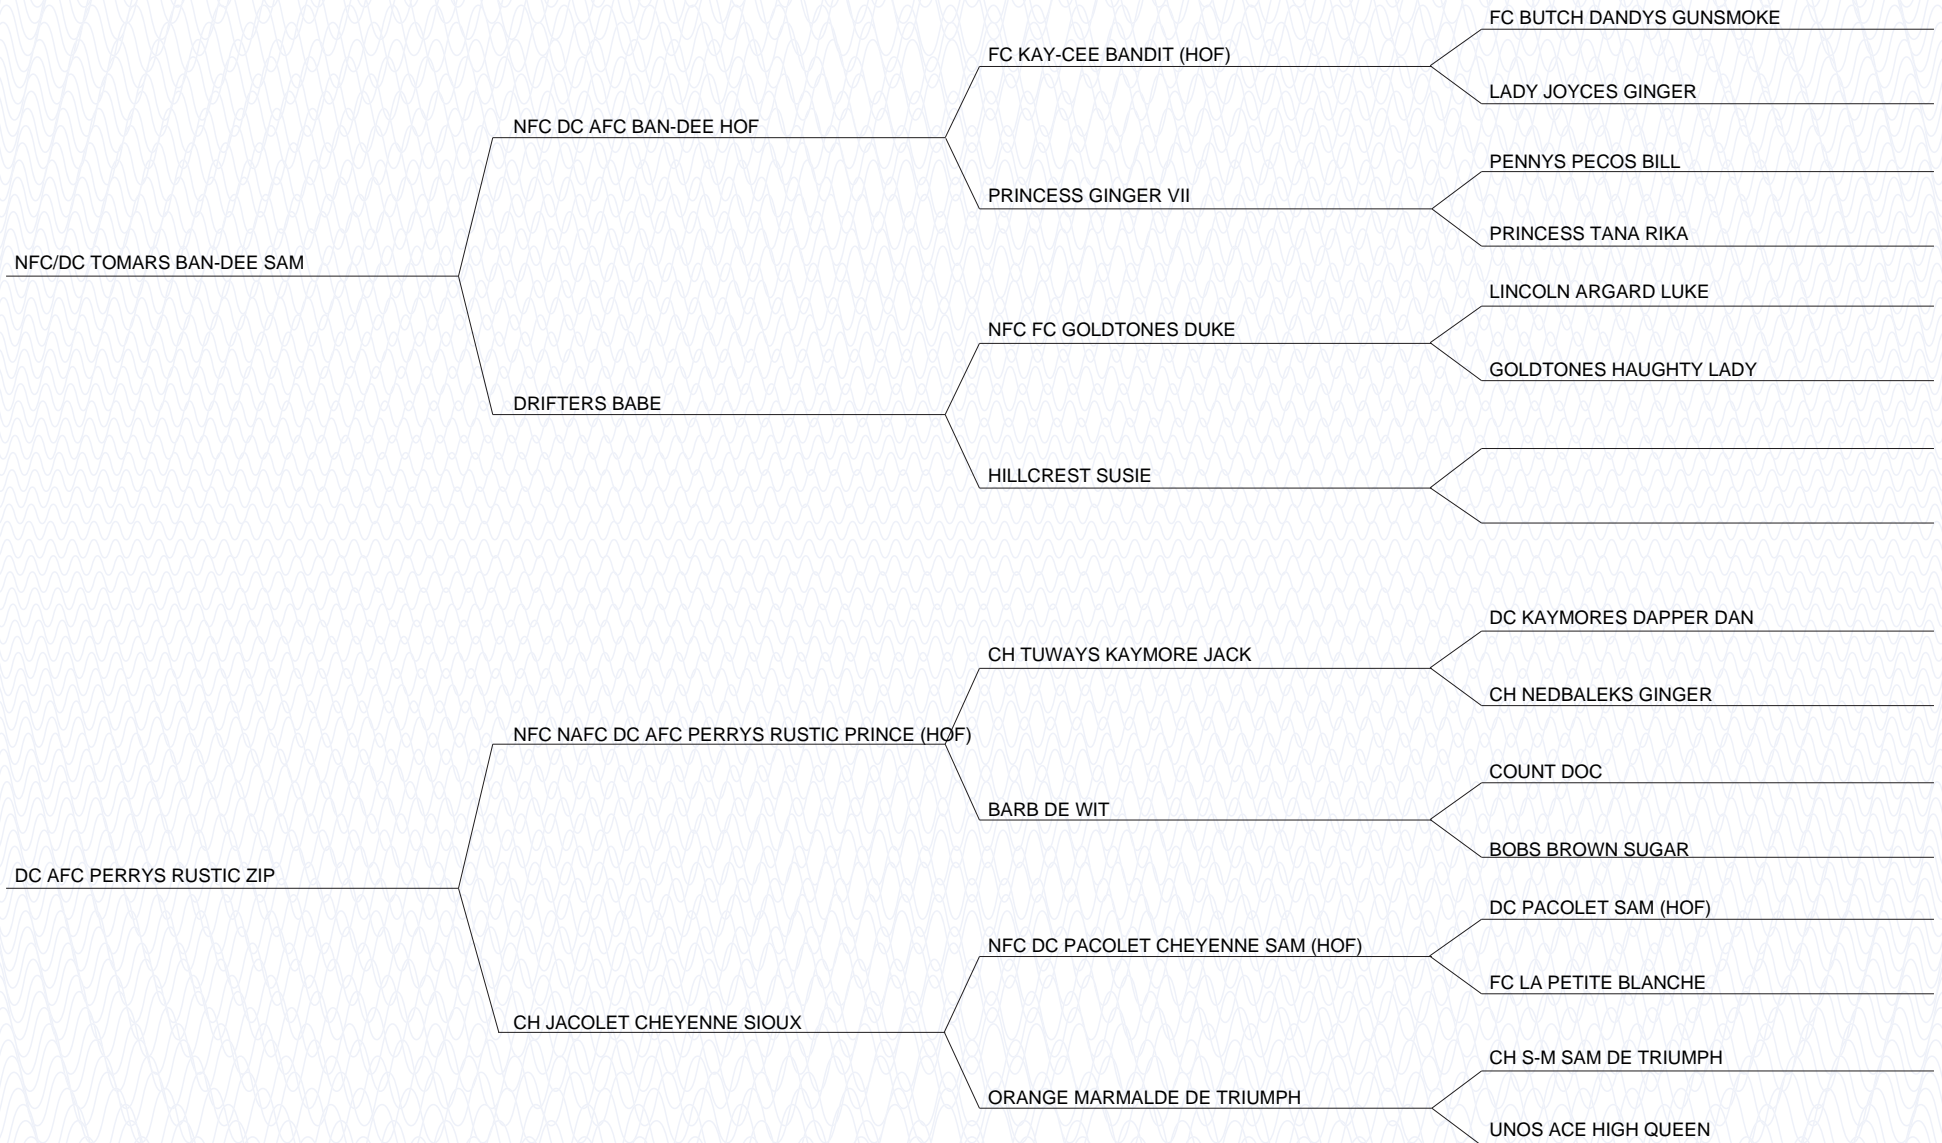 FC BUTCH DANDYS GUNSMOKE
FC KAY-CEE BANDIT (HOF)
LADY JOYCES GINGER
NFC DC AFC BAN-DEE HOF
PENNYS PECOS BILL
PRINCESS GINGER VII
PRINCESS TANA RIKA
NFC/DC TOMARS BAN-DEE SAM
LINCOLN ARGARD LUKE
NFC FC GOLDTONES DUKE
GOLDTONES HAUGHTY LADY
DRIFTERS BABE
HILLCREST SUSIE
DC KAYMORES DAPPER DAN
CH TUWAYS KAYMORE JACK
CH NEDBALEKS GINGER
NFC NAFC DC AFC PERRYS RUSTIC PRINCE (HOF)
COUNT DOC
BARB DE WIT
BOBS BROWN SUGAR
DC AFC PERRYS RUSTIC ZIP
DC PACOLET SAM (HOF)
NFC DC PACOLET CHEYENNE SAM (HOF)
FC LA PETITE BLANCHE
CH JACOLET CHEYENNE SIOUX
CH S-M SAM DE TRIUMPH
ORANGE MARMALDE DE TRIUMPH
UNOS ACE HIGH QUEEN